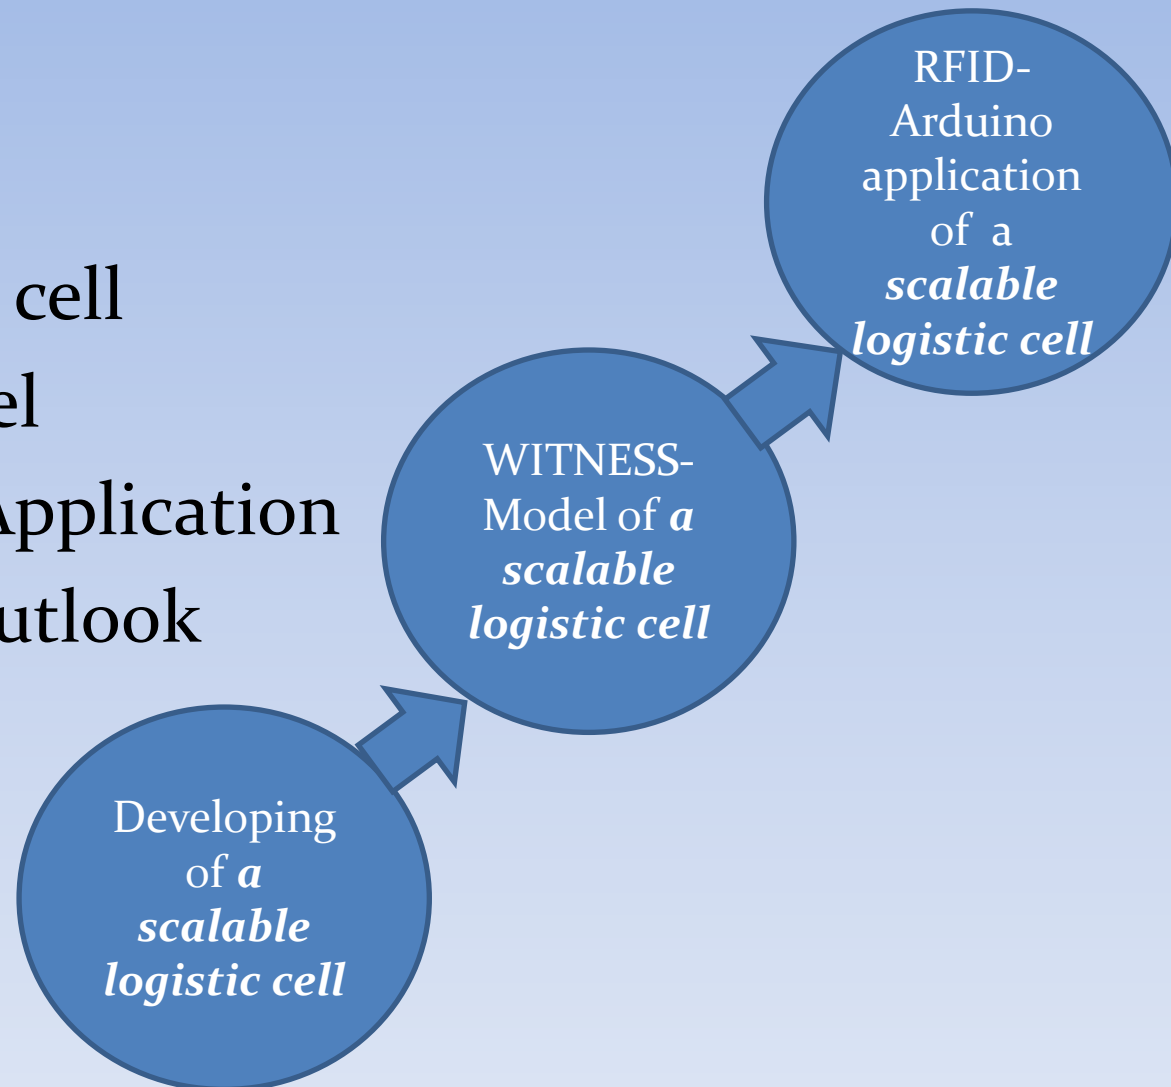 cell
el
Application
utlook
RFID-
Arduino
application
of a
scalable
logistic cell
WITNESS-
Model of a
scalable
logistic cell
Developing
of a
scalable
logistic cell